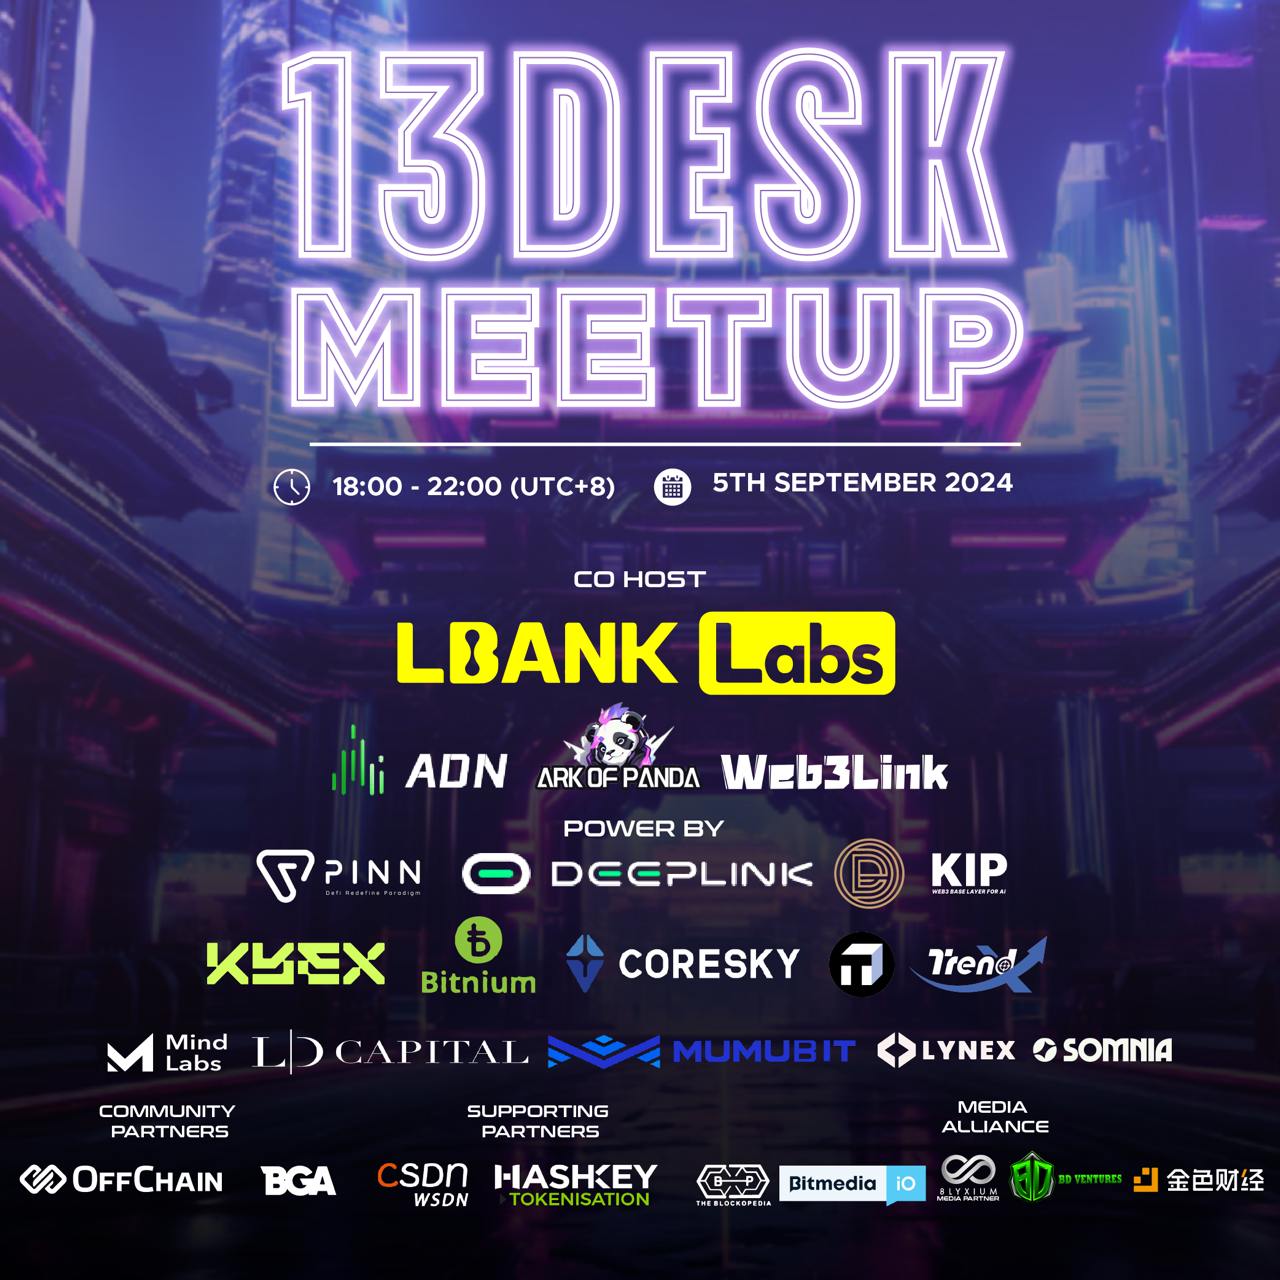 13DESK
MEETUP
18:00 - 22:00 (UTC+8)
5TH SEPTEMBER 2024
CO HOST
LBANK Labs
ADN
ARK OF PANDA
Web3Link
POWER BY
PINN
Defi Redefine Paradigm
DEEPLINK
KIP
WEB3 BASE LAYER FOR AI
KYEX
Bitnium
CORESKY
TrendX
Mind
Labs
LD CAPITAL
MUMUBIT
LYNEX
SOMNIA
COMMUNITY
PARTNERS
SUPPORTING
PARTNERS
MEDIA
ALLIANCE
OFFCHAIN
BGA
CSDN
WSDN
HASHKEY
TOKENISATION
B P
THE BLOCKOPEDIA
Bitmedia iO
BLYXIUM
MEDIA PARTNER
BD BD VENTURES
金色财经